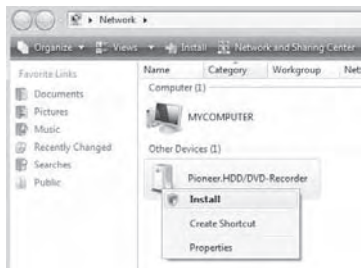 Network
Organize Views Install Network and Sharing Center
Favorite Links
Documents
Pictures
Music
Recently Changed
Searches
Public
Name Category Workgroup Net
Computer (1)
MYCOMPUTER
Other Devices (1)
Pioneer.HDD/DVD-Recorder
Install
Create Shortcut
Properties